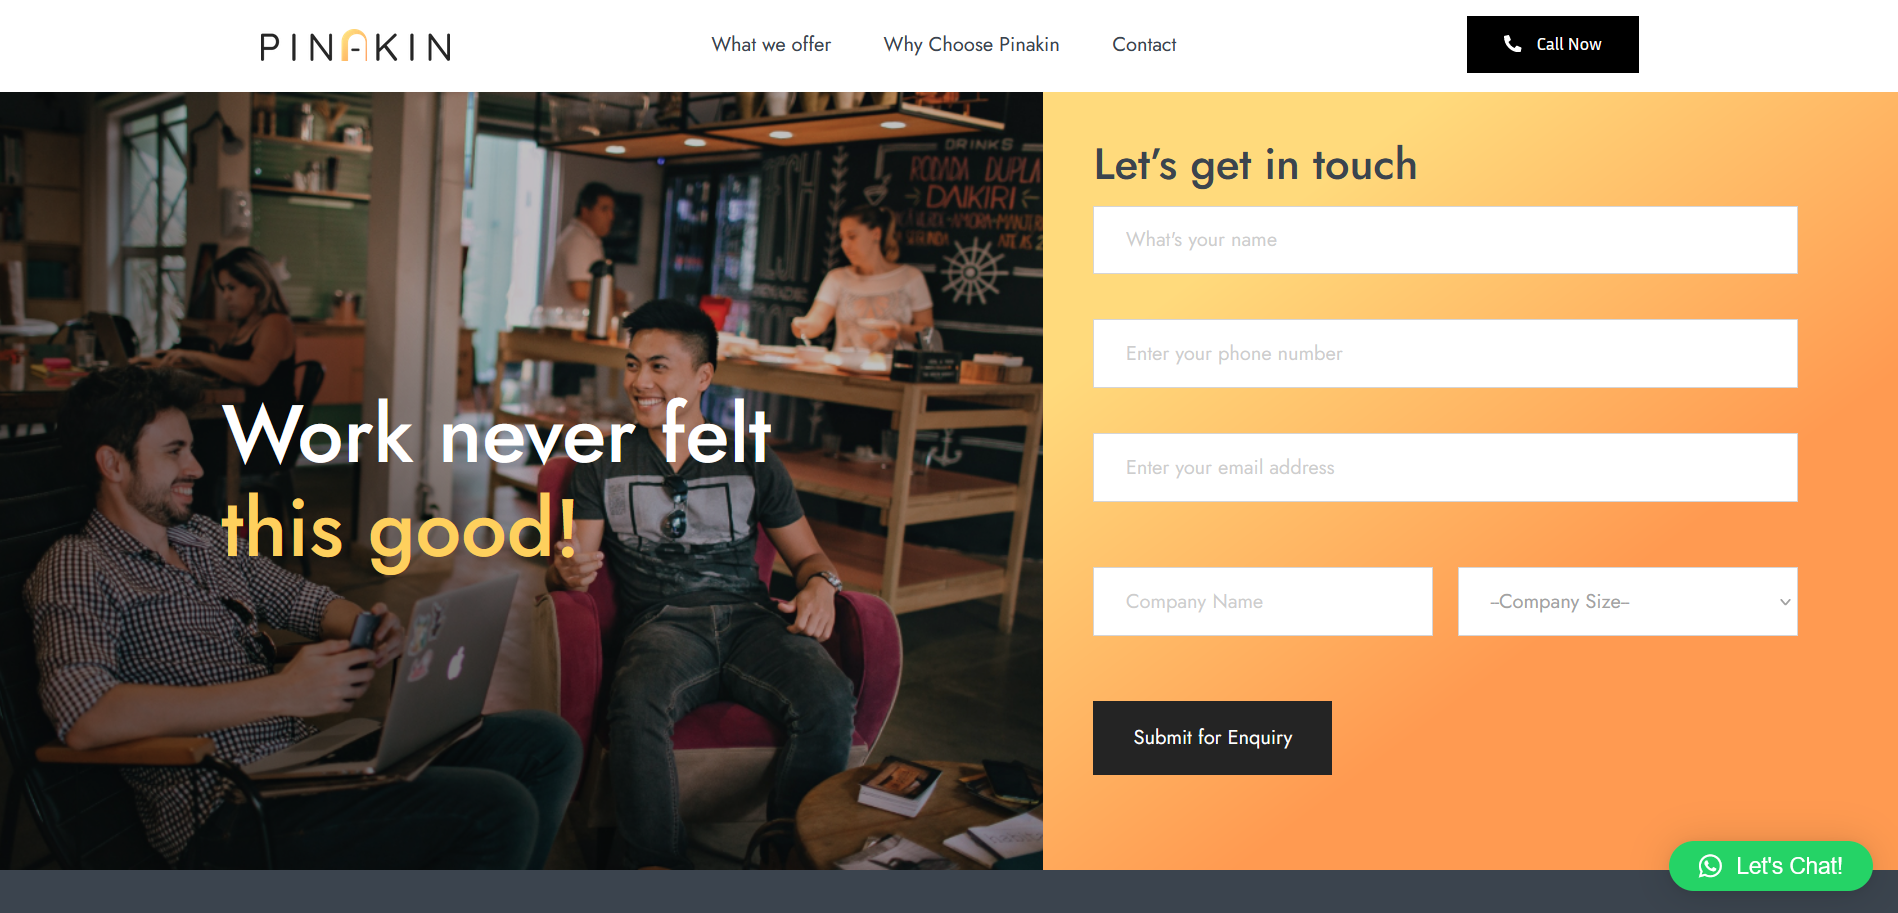 PINAKIN
What we offer
Why Choose Pinakin
Contact
Call Now
DRINKS
RODADA DUPLA
DAIKIRI
Work never felt
this good!
Let's get in touch
What's your name
Enter your phone number
Enter your email address
Company Name
--Company Size--
Submit for Enquiry
Let's Chat!